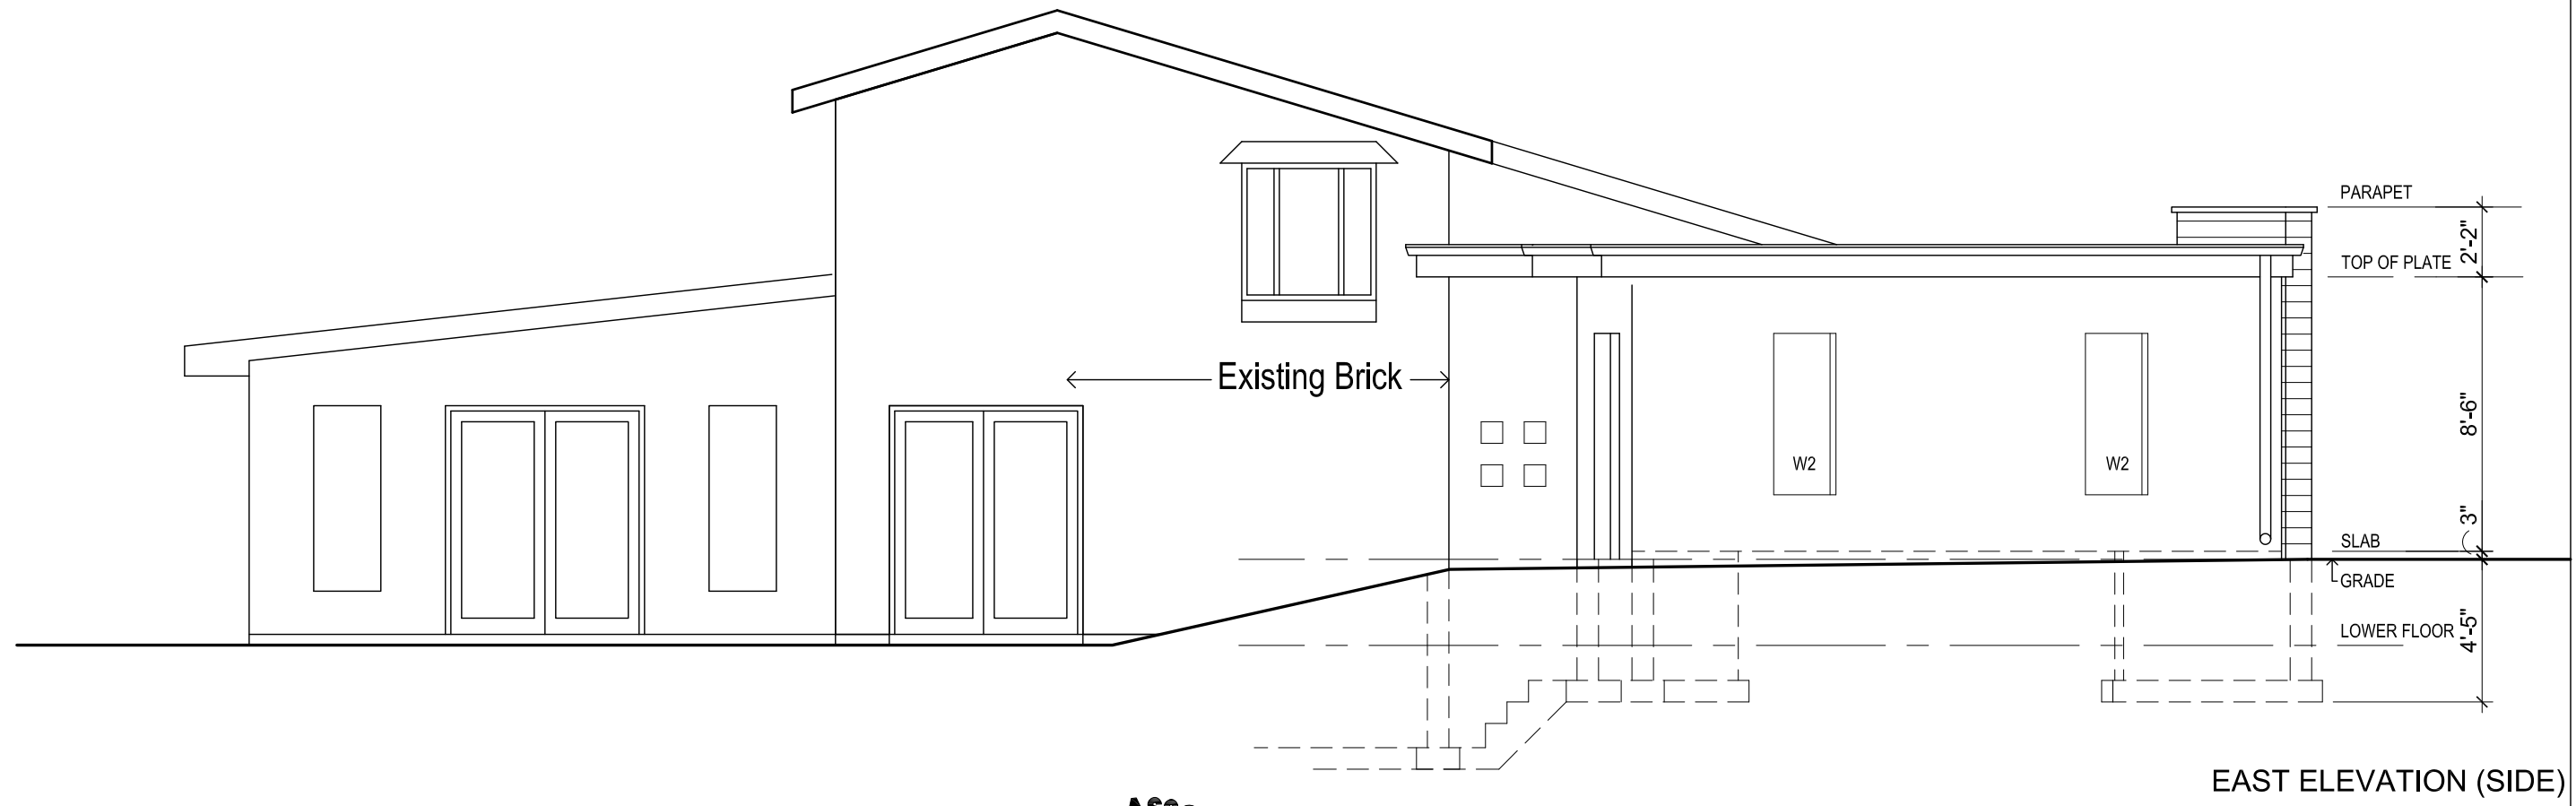 PARAPET
2'-2"
TOP OF PLATE
Existing Brick
8'-6"
W2
W2
3"
SLAB
GRADE
LOWER FLOOR
4'-5"
EAST ELEVATION (SIDE)